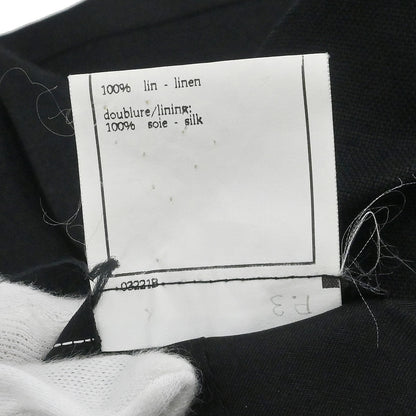 100% lin - linen
doublure/lining:
100% soie - silk
03221B
P.3